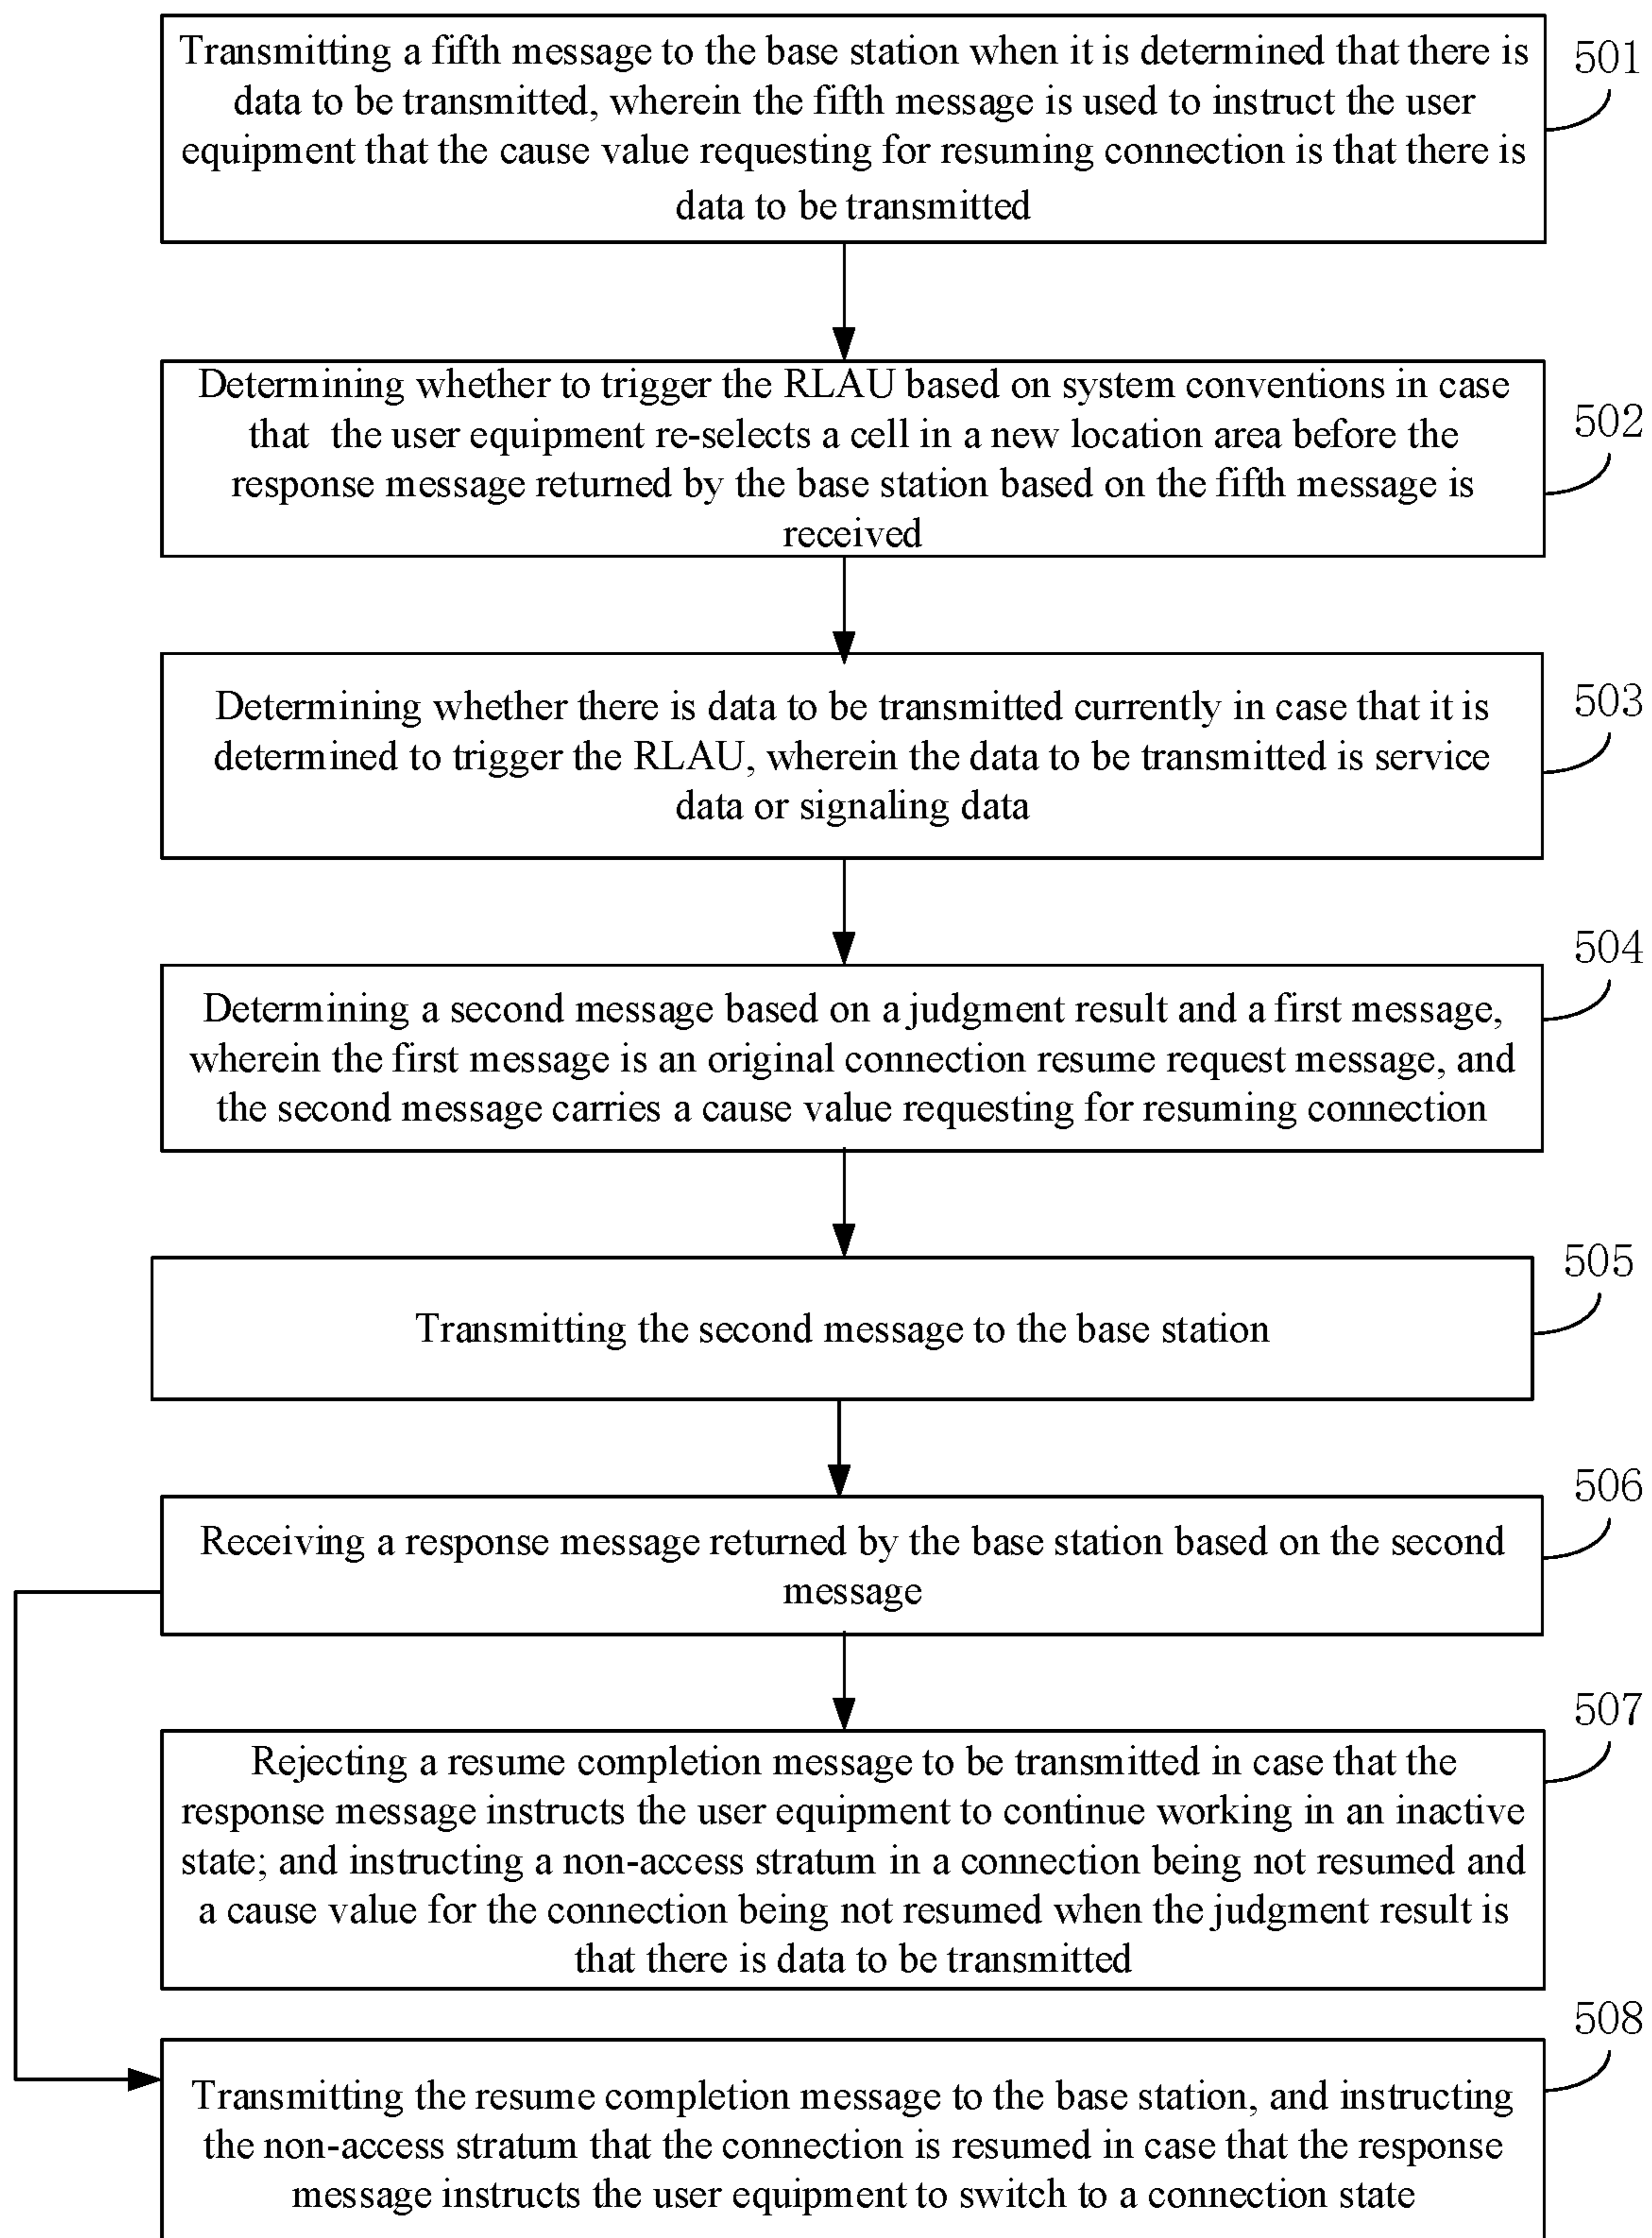 Transmitting a fifth message to the base station when it is determined that there is
data to be transmitted, wherein the fifth message is used to instruct the user
equipment that the cause value requesting for resuming connection is that there is
data to be transmitted
501
Determining whether to trigger the RLAU based on system conventions in case
that the user equipment re-selects a cell in a new location area before the
response message returned by the base station based on the fifth message is
received
502
Determining whether there is data to be transmitted currently in case that it is
determined to trigger the RLAU, wherein the data to be transmitted is service
data or signaling data
503
Determining a second message based on a judgment result and a first message,
wherein the first message is an original connection resume request message, and
the second message carries a cause value requesting for resuming connection
504
Transmitting the second message to the base station
505
Receiving a response message returned by the base station based on the second
message
506
Rejecting a resume completion message to be transmitted in case that the
response message instructs the user equipment to continue working in an inactive
state; and instructing a non-access stratum in a connection being not resumed and
a cause value for the connection being not resumed when the judgment result is
that there is data to be transmitted
507
Transmitting the resume completion message to the base station, and instructing
the non-access stratum that the connection is resumed in case that the response
message instructs the user equipment to switch to a connection state
508